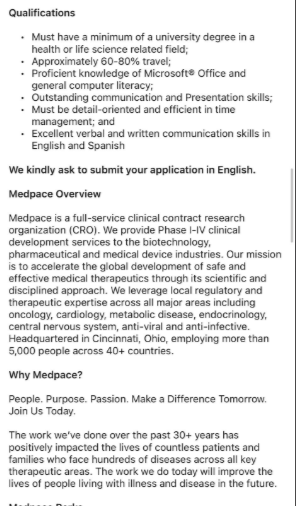 Qualifications
• Must have a minimum of a university degree in a
health or life science related field;
• Approximately 60-80% travel;
• Proficient knowledge of Microsoft® Office and
general computer literacy;
• Outstanding communication and Presentation skills;
• Must be detail-oriented and efficient in time
management; and
• Excellent verbal and written communication skills in
English and Spanish
We kindly ask to submit your application in English.
Medpace Overview
Medpace is a full-service clinical contract research
organization (CRO). We provide Phase I-IV clinical
development services to the biotechnology,
pharmaceutical and medical device industries. Our mission
is to accelerate the global development of safe and
effective medical therapeutics through its scientific and
disciplined approach. We leverage local regulatory and
therapeutic expertise across all major areas including
oncology, cardiology, metabolic disease, endocrinology,
central nervous system, anti-viral and anti-infective.
Headquartered in Cincinnati, Ohio, employing more than
5,000 people across 40+ countries.
Why Medpace?
People. Purpose. Passion. Make a Difference Tomorrow.
Join Us Today.
The work we've done over the past 30+ years has
positively impacted the lives of countless patients and
families who face hundreds of diseases across all key
therapeutic areas. The work we do today will improve the
lives of people living with illness and disease in the future.
Medpace Perks